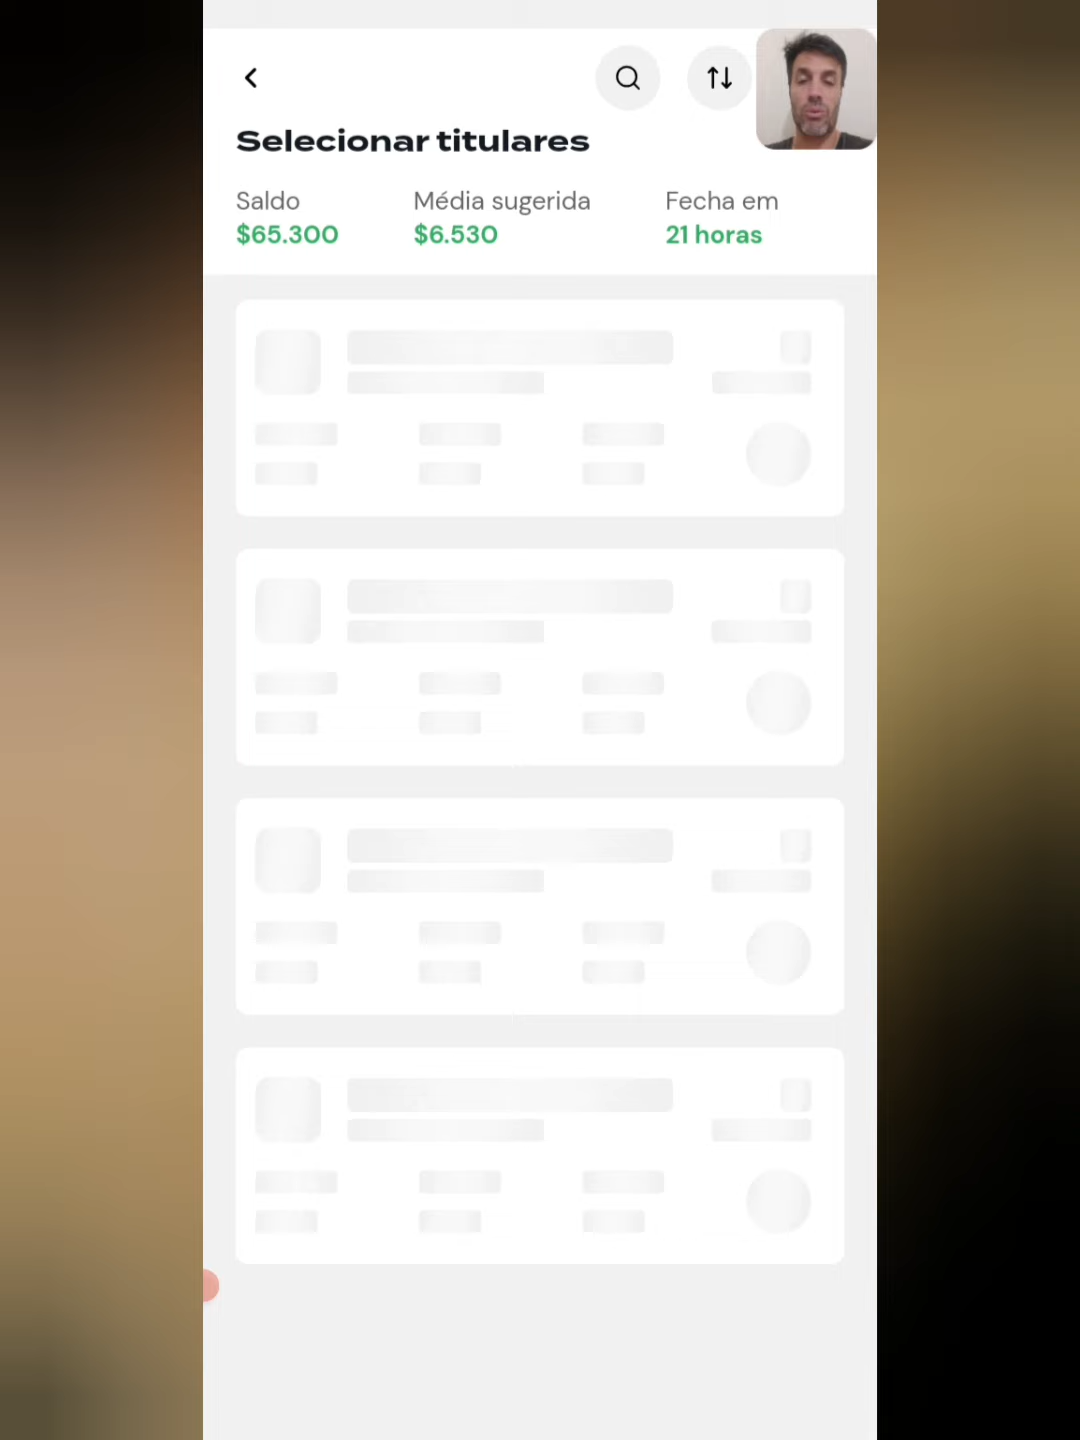 Selecionar titulares
Saldo
Média sugerida
Fecha em
$65.300
$6.530
21 horas